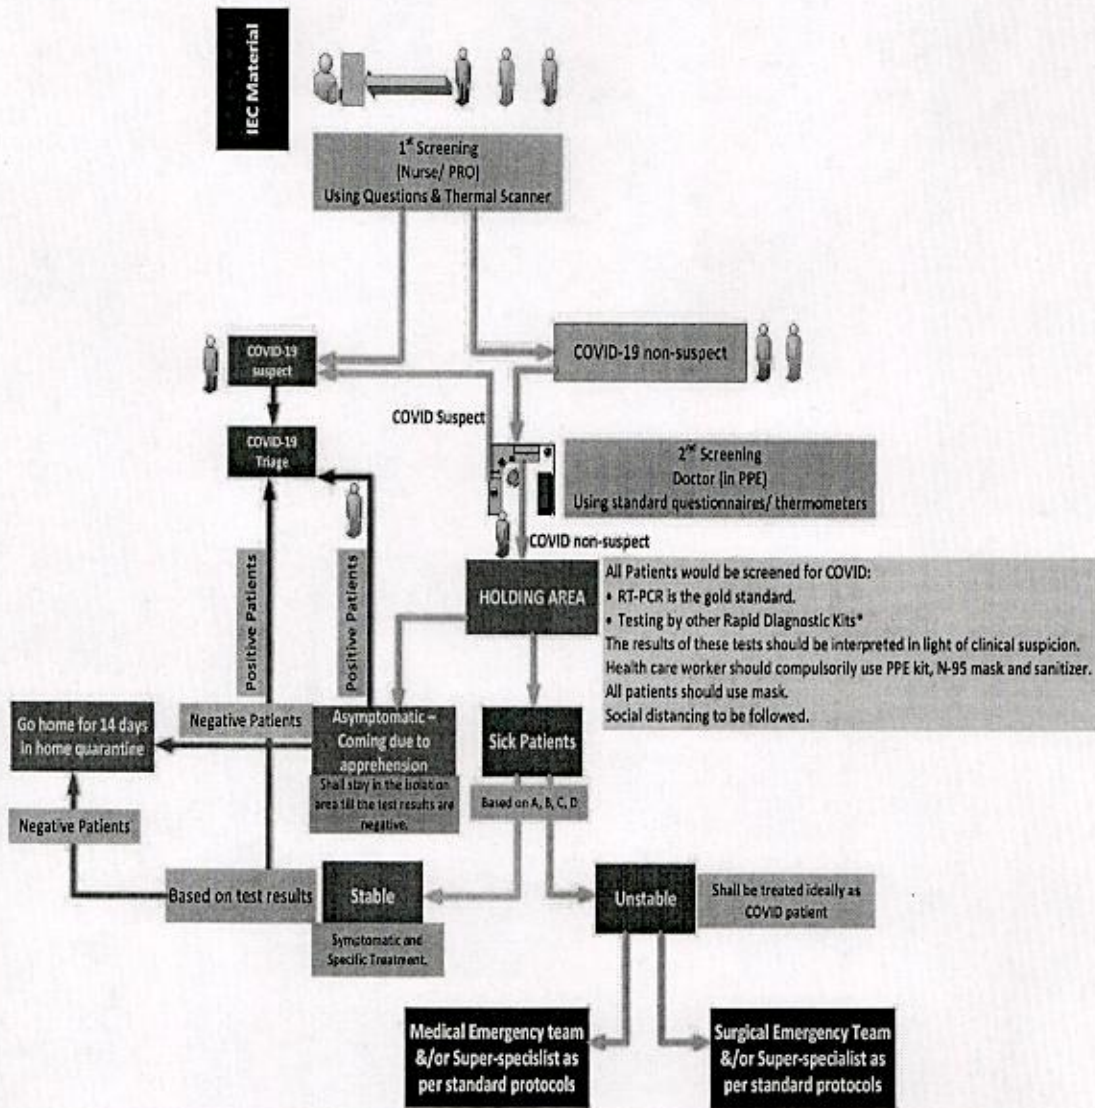 IEC Material
1st Screening
(Nurse/ PRO)
Using Questions & Thermal Scanner
COVID-19
suspect
COVID-19 non-suspect
COVID Suspect
COVID-19
Triage
2nd Screening
Doctor (in PPE)
Using standard questionnaires/ thermometers
COVID non-suspect
Positive Patients
Positive Patients
HOLDING AREA
All Patients would be screened for COVID:
• RT-PCR is the gold standard.
• Testing by other Rapid Diagnostic Kits*
The results of these tests should be interpreted in light of clinical suspicion.
Health care worker should compulsorily use PPE kit, N-95 mask and sanitizer.
All patients should use mask.
Social distancing to be followed.
Go home for 14 days
in home quarantine
Negative Patients
Asymptomatic –
Coming due to
apprehension
Shall stay in the isolation
area till the test results are
negative.
Sick Patients
Based on A, B, C, D
Negative Patients
Based on test results
Stable
Symptomatic and
Specific Treatment.
Unstable
Shall be treated ideally as
COVID patient
Medical Emergency team
&/or Super-specislist as
per standard protocols
Surgical Emergency Team
&/or Super-specialist as
per standard protocols